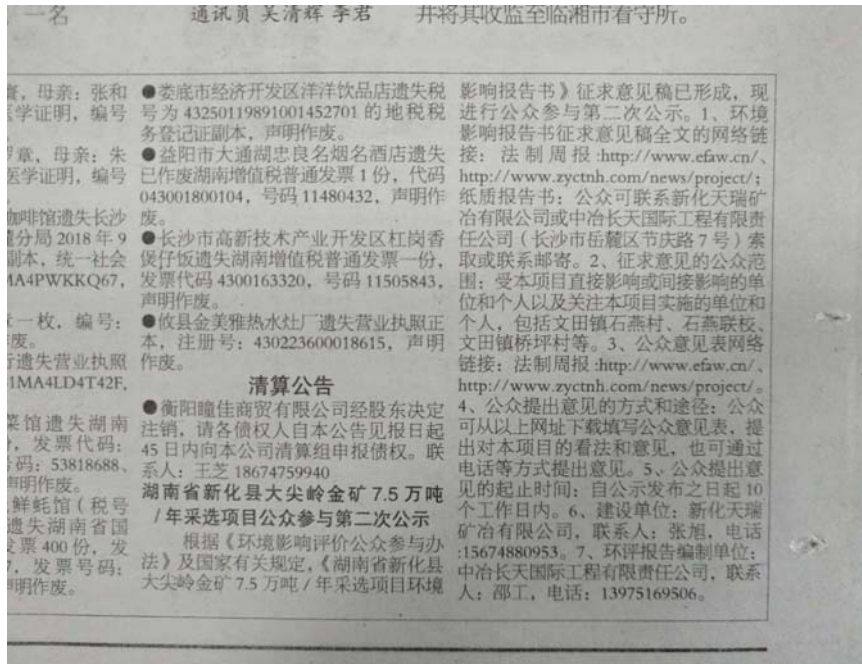 一名
通讯员 吴清辉 李君
并将其收监至临湘市看守所。
，母亲：张和
医学证明，编号
章，母亲：朱
医学证明，编号
咖啡馆遗失长沙
分局 2018 年 9
副本，统一社会
MA4PWKKQ67，
一枚，编号：
作废。
行遗失营业执照
1MA4LD4T42F，
菜馆遗失湖南
，发票代码：
号码：53818688、
声明作废。
鲜蚝馆（税号
遗失湖南省国
发票 400 份，发
7，发票号码：
声明作废。
●娄底市经济开发区洋洋饮品店遗失税
号为 43250119891001452701 的地税税
务登记证副本，声明作废。
●益阳市大通湖忠良名烟名酒店遗失
已作废湖南增值税普通发票 1 份，代码
043001800104，号码 11480432，声明作
废。
●长沙市高新技术产业开发区杠岗香
煲仔饭遗失湖南增值税普通发票一份，
发票代码 4300163320，号码 11505843，
声明作废。
●攸县金美雅热水灶厂遗失营业执照正
本，注册号：430223600018615，声明
作废。
清算公告
●衡阳瞳佳商贸有限公司经股东决定
注销，请各债权人自本公告见报日起
45 日内向本公司清算组申报债权。联
系人：王芝 18674759940
湖南省新化县大尖岭金矿 7.5 万吨
/ 年采选项目公众参与第二次公示
根据《环境影响评价公众参与办
法》及国家有关规定，《湖南省新化县
大尖岭金矿 7.5 万吨 / 年采选项目环境
影响报告书》征求意见稿已形成，现
进行公众参与第二次公示。1、环境
影响报告书征求意见稿全文的网络链
接：法制周报:http://www.efaw.cn/、
http://www.zyctnh.com/news/project/；
纸质报告书：公众可联系新化天瑞矿
冶有限公司或中冶长天国际工程有限责
任公司（长沙市岳麓区节庆路 7 号）索
取或联系邮寄。2、征求意见的公众范
围：受本项目直接影响或间接影响的单
位和个人以及关注本项目实施的单位和
个人，包括文田镇石燕村、石燕联校、
文田镇桥坪村等。3、公众意见表网络
链接：法制周报:http://www.efaw.cn/、
http://www.zyctnh.com/news/project/。
4、公众提出意见的方式和途径：公众
可从以上网址下载填写公众意见表，提
出对本项目的看法和意见，也可通过
电话等方式提出意见。5、公众提出意
见的起止时间：自公示发布之日起 10
个工作日内。6、建设单位：新化天瑞
矿冶有限公司，联系人：张旭，电话
:15674880953。7、环评报告编制单位：
中冶长天国际工程有限责任公司，联系
人：邵工，电话：13975169506。